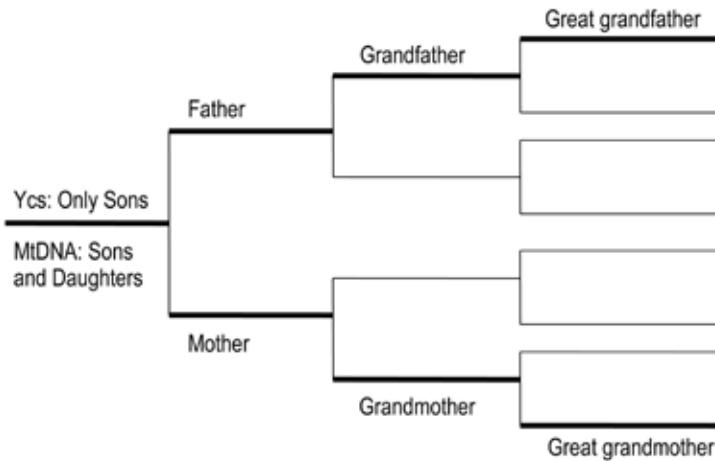 Great grandfather
Grandfather
Father
Ycs: Only Sons
MtDNA: Sons
and Daughters
Mother
Grandmother
Great grandmother